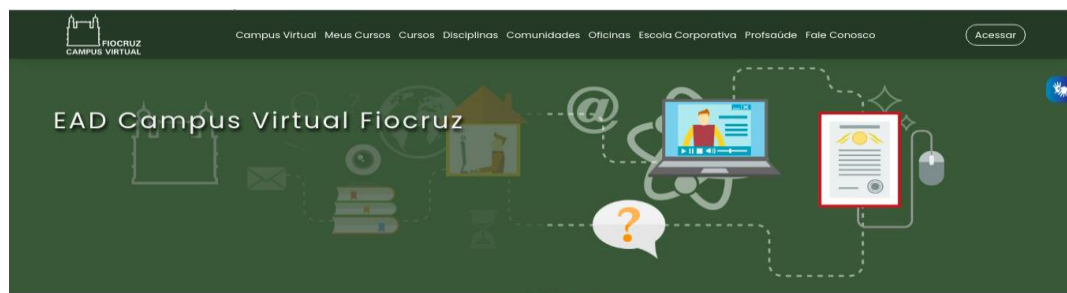 FIOCRUZ
CAMPUS VIRTUAL
Campus Virtual Meus Cursos Cursos Disciplinas Comunidades Oficinas Escola Corporativa Profsaúde Fale Conosco
Acessar
EAD Campus Virtual Fiocruz
@
?